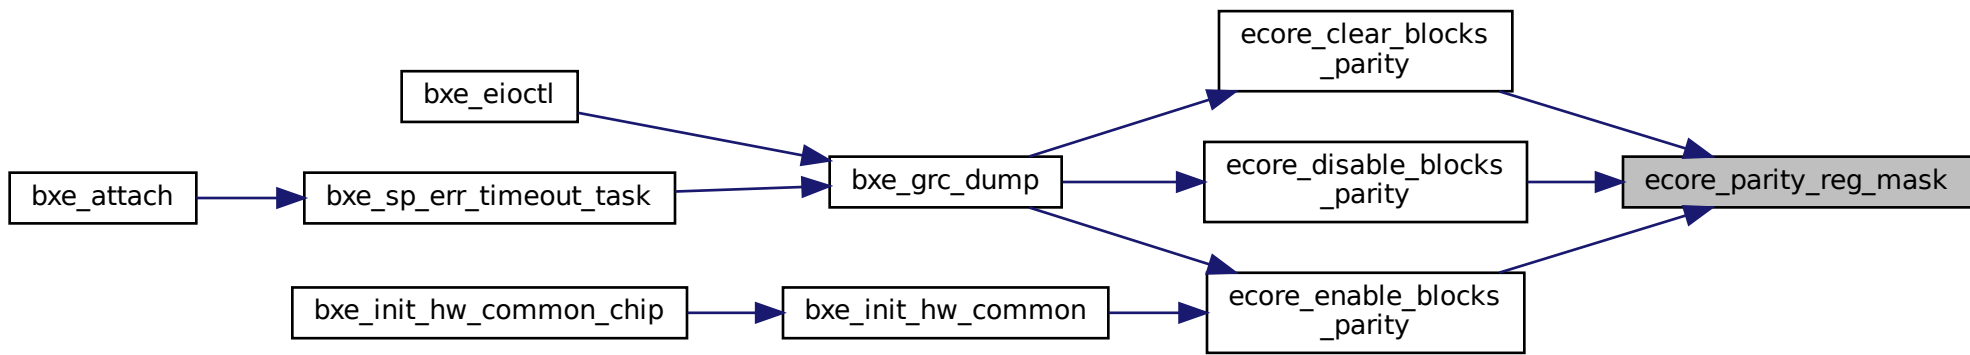 ecore_clear_blocks
_parity
bxe_eioctl
ecore_disable_blocks
_parity
bxe_grc_dump
ecore_parity_reg_mask
bxe_attach
bxe_sp_err_timeout_task
ecore_enable_blocks
_parity
bxe_init_hw_common_chip
bxe_init_hw_common